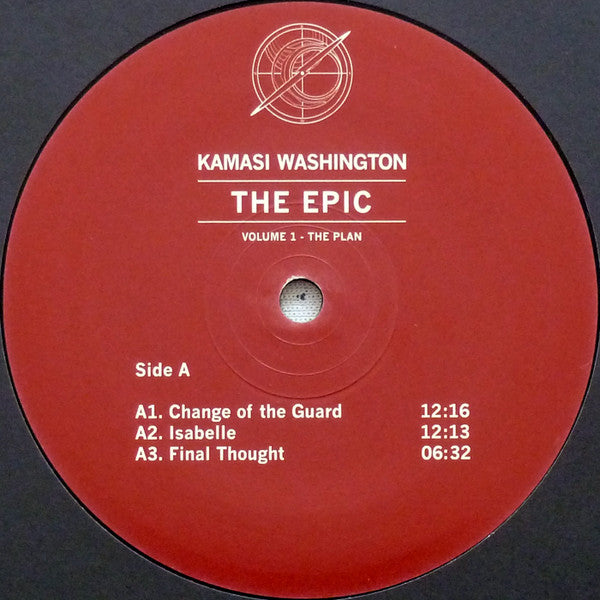 KAMASI WASHINGTON
THE EPIC
VOLUME 1 - THE PLAN
Side A
A1. Change of the Guard 12:16
A2. Isabelle 12:13
A3. Final Thought 06:32